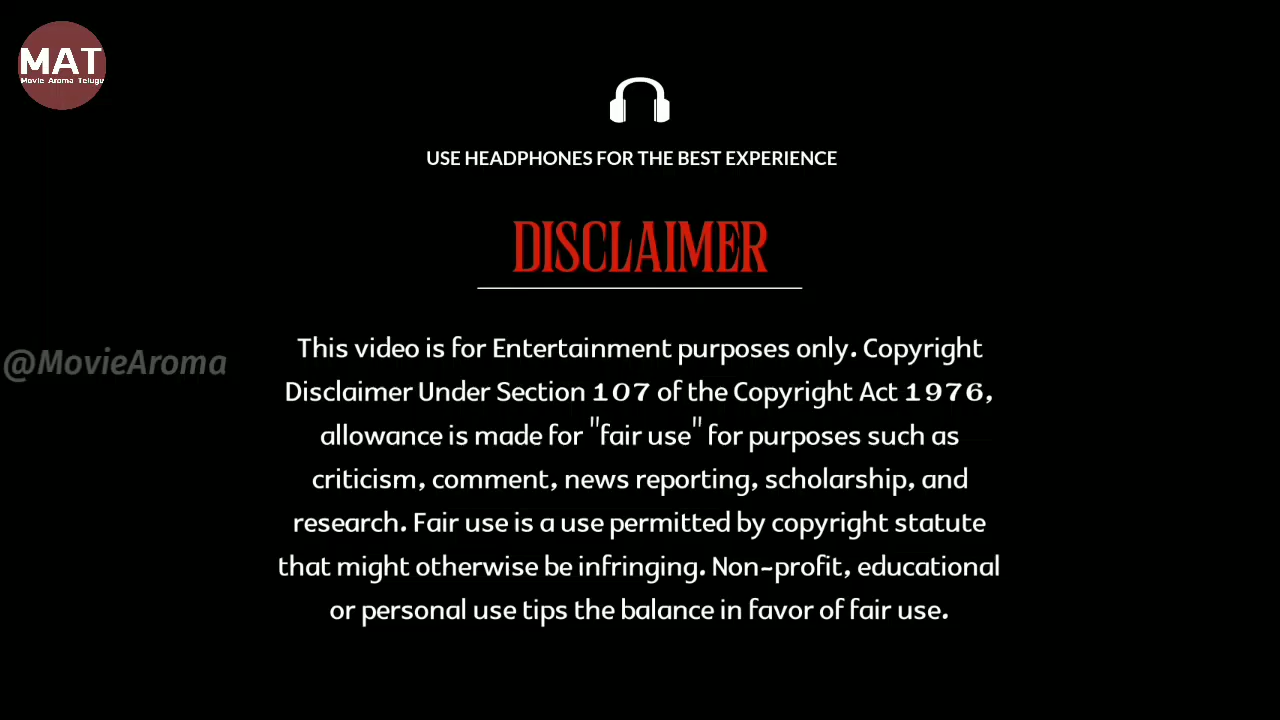 MAT
Movie Aroma Telugu
USE HEADPHONES FOR THE BEST EXPERIENCE
DISCLAIMER
@MovieAroma
This video is for Entertainment purposes only. Copyright
Disclaimer Under Section 107 of the Copyright Act 1976,
allowance is made for "fair use" for purposes such as
criticism, comment, news reporting, scholarship, and
research. Fair use is a use permitted by copyright statute
that might otherwise be infringing. Non-profit, educational
or personal use tips the balance in favor of fair use.